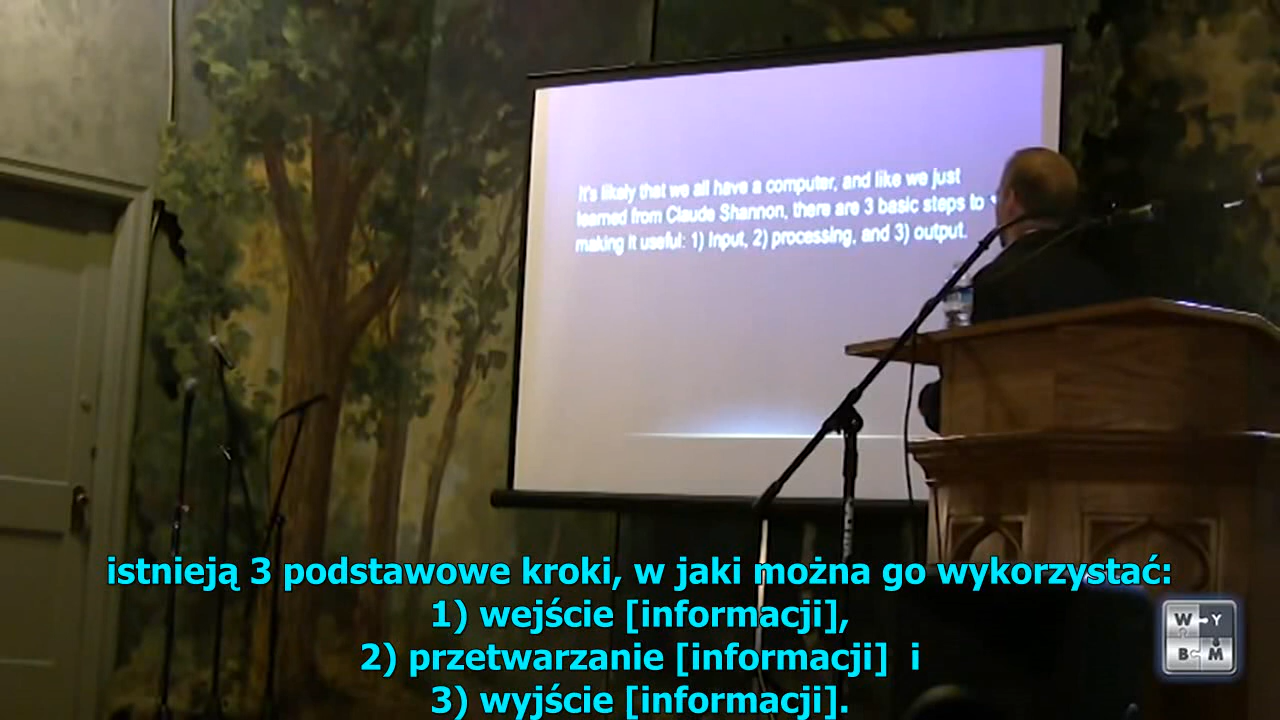 It's likely that we all have a computer, and like we just
learned from Claude Shannon, there are 3 basic steps to
making it useful: 1) Input, 2) processing, and 3) output.
istnieją 3 podstawowe kroki, w jaki można go wykorzystać:
1) wejście [informacji],
2) przetwarzanie [informacji] i
3) wyjście [informacji].
W Y
B M